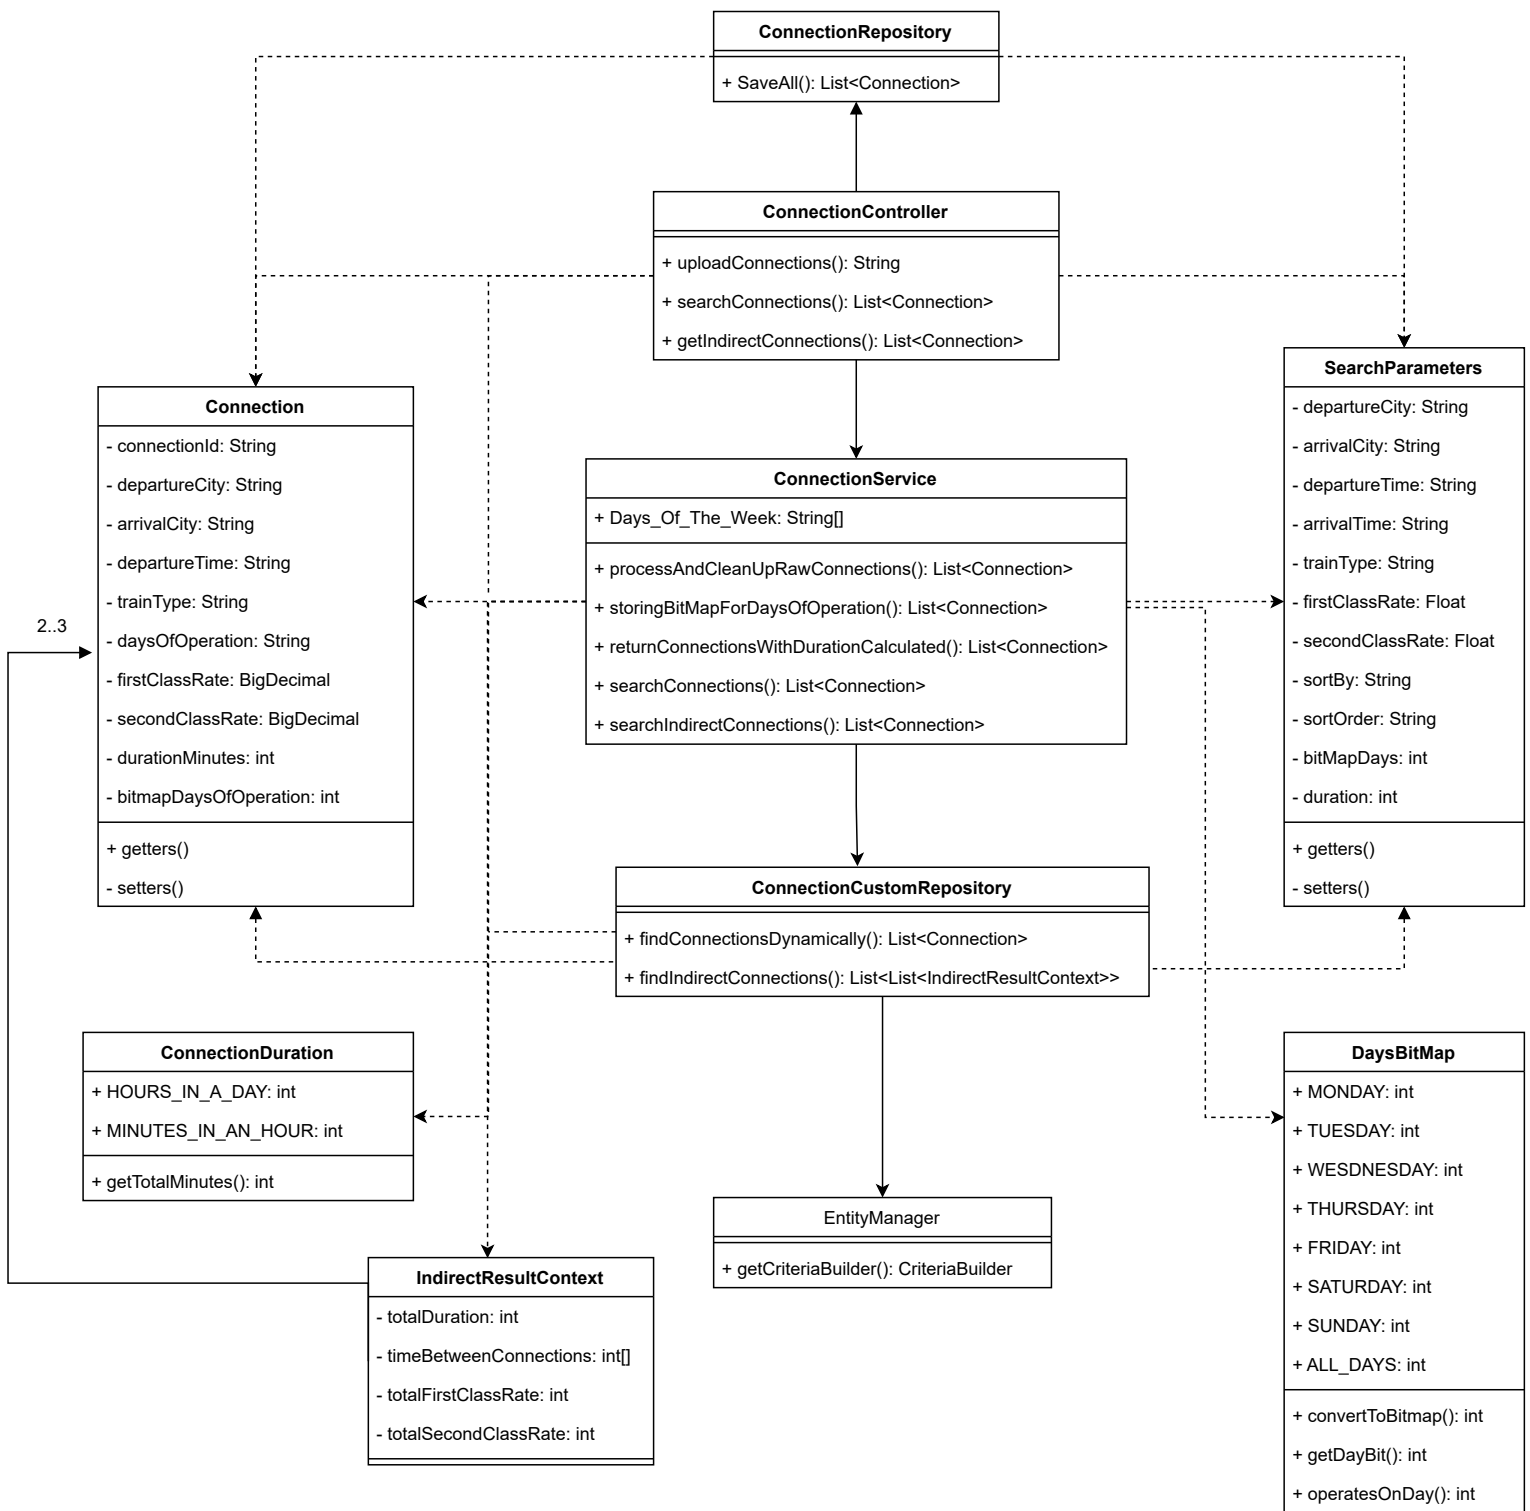 ConnectionRepository
+ SaveAll(): List<Connection>
ConnectionController
+ uploadConnections(): String
+ searchConnections(): List<Connection>
+ getIndirectConnections(): List<Connection>
Connection
- connectionId: String
- departureCity: String
- arrivalCity: String
- departureTime: String
- trainType: String
- daysOfOperation: String
- firstClassRate: BigDecimal
- secondClassRate: BigDecimal
- durationMinutes: int
- bitmapDaysOfOperation: int
+ getters()
- setters()
2..3
ConnectionService
+ Days_Of_The_Week: String[]
+ processAndCleanUpRawConnections(): List<Connection>
+ storingBitMapForDaysOfOperation(): List<Connection>
+ returnConnectionsWithDurationCalculated(): List<Connection>
+ searchConnections(): List<Connection>
+ searchIndirectConnections(): List<Connection>
SearchParameters
- departureCity: String
- arrivalCity: String
- departureTime: String
- arrivalTime: String
- trainType: String
- firstClassRate: Float
- secondClassRate: Float
- sortBy: String
- sortOrder: String
- bitMapDays: int
- duration: int
+ getters()
- setters()
ConnectionCustomRepository
+ findConnectionsDynamically(): List<Connection>
+ findIndirectConnections(): List<List<IndirectResultContext>>
ConnectionDuration
+ HOURS_IN_A_DAY: int
+ MINUTES_IN_AN_HOUR: int
+ getTotalMinutes(): int
EntityManager
+ getCriteriaBuilder(): CriteriaBuilder
IndirectResultContext
- totalDuration: int
- timeBetweenConnections: int[]
- totalFirstClassRate: int
- totalSecondClassRate: int
DaysBitMap
+ MONDAY: int
+ TUESDAY: int
+ WESDNESDAY: int
+ THURSDAY: int
+ FRIDAY: int
+ SATURDAY: int
+ SUNDAY: int
+ ALL_DAYS: int
+ convertToBitmap(): int
+ getDayBit(): int
+ operatesOnDay(): int